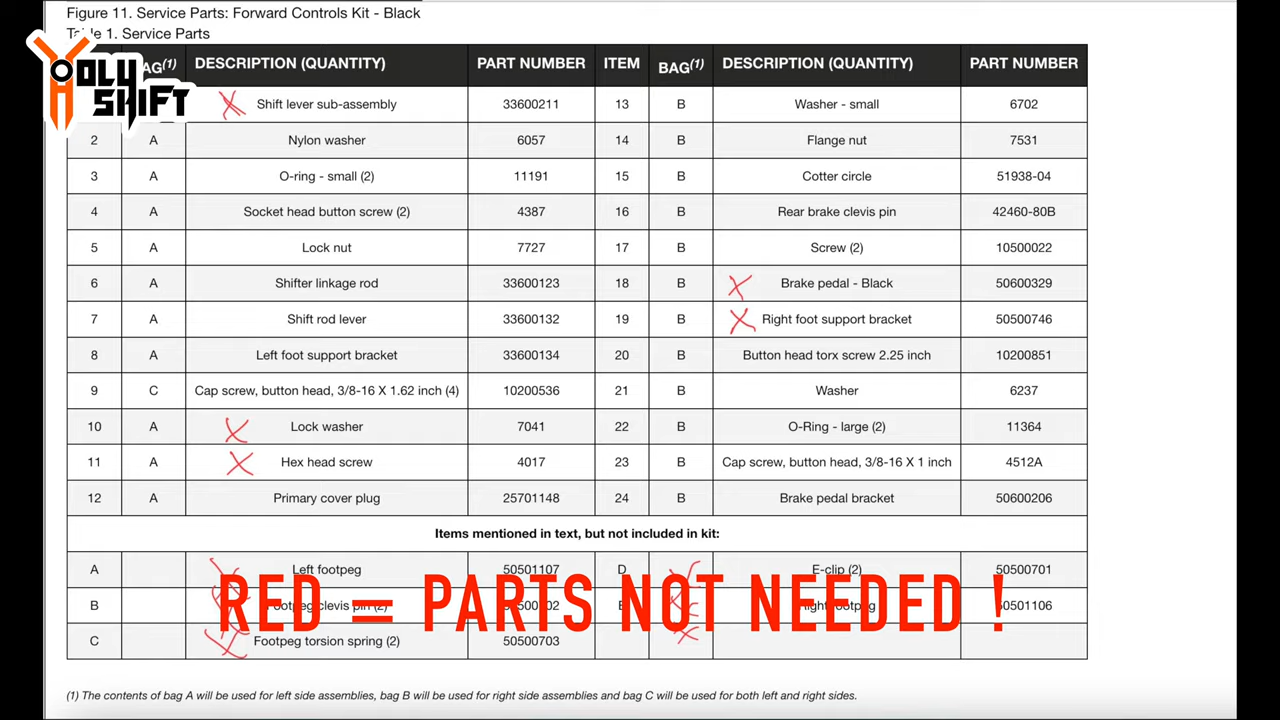 Figure 11. Service Parts: Forward Controls Kit - Black
Table 1. Service Parts
HOLY SHIFT
BAG(1) DESCRIPTION (QUANTITY) PART NUMBER ITEM BAG(1) DESCRIPTION (QUANTITY) PART NUMBER
Shift lever sub-assembly 33600211 13 B Washer - small 6702
2 A Nylon washer 6057 14 B Flange nut 7531
3 A O-ring - small (2) 11191 15 B Cotter circle 51938-04
4 A Socket head button screw (2) 4387 16 B Rear brake clevis pin 42460-80B
5 A Lock nut 7727 17 B Screw (2) 10500022
6 A Shifter linkage rod 33600123 18 B Brake pedal - Black 50600329
7 A Shift rod lever 33600132 19 B Right foot support bracket 50500746
8 A Left foot support bracket 33600134 20 B Button head torx screw 2.25 inch 10200851
9 C Cap screw, button head, 3/8-16 X 1.62 inch (4) 10200536 21 B Washer 6237
10 A Lock washer 7041 22 B O-Ring - large (2) 11364
11 A Hex head screw 4017 23 B Cap screw, button head, 3/8-16 X 1 inch 4512A
12 A Primary cover plug 25701148 24 B Brake pedal bracket 50600206
Items mentioned in text, but not included in kit:
A Left footpeg 50501107 D E-clip (2) 50500701
B Footpeg clevis pin (2) footpeg 50501106
RED = PARTS NOT NEEDED !
C Footpeg torsion spring (2) 50500703
(1) The contents of bag A will be used for left side assemblies, bag B will be used for right side assemblies and bag C will be used for both left and right sides.